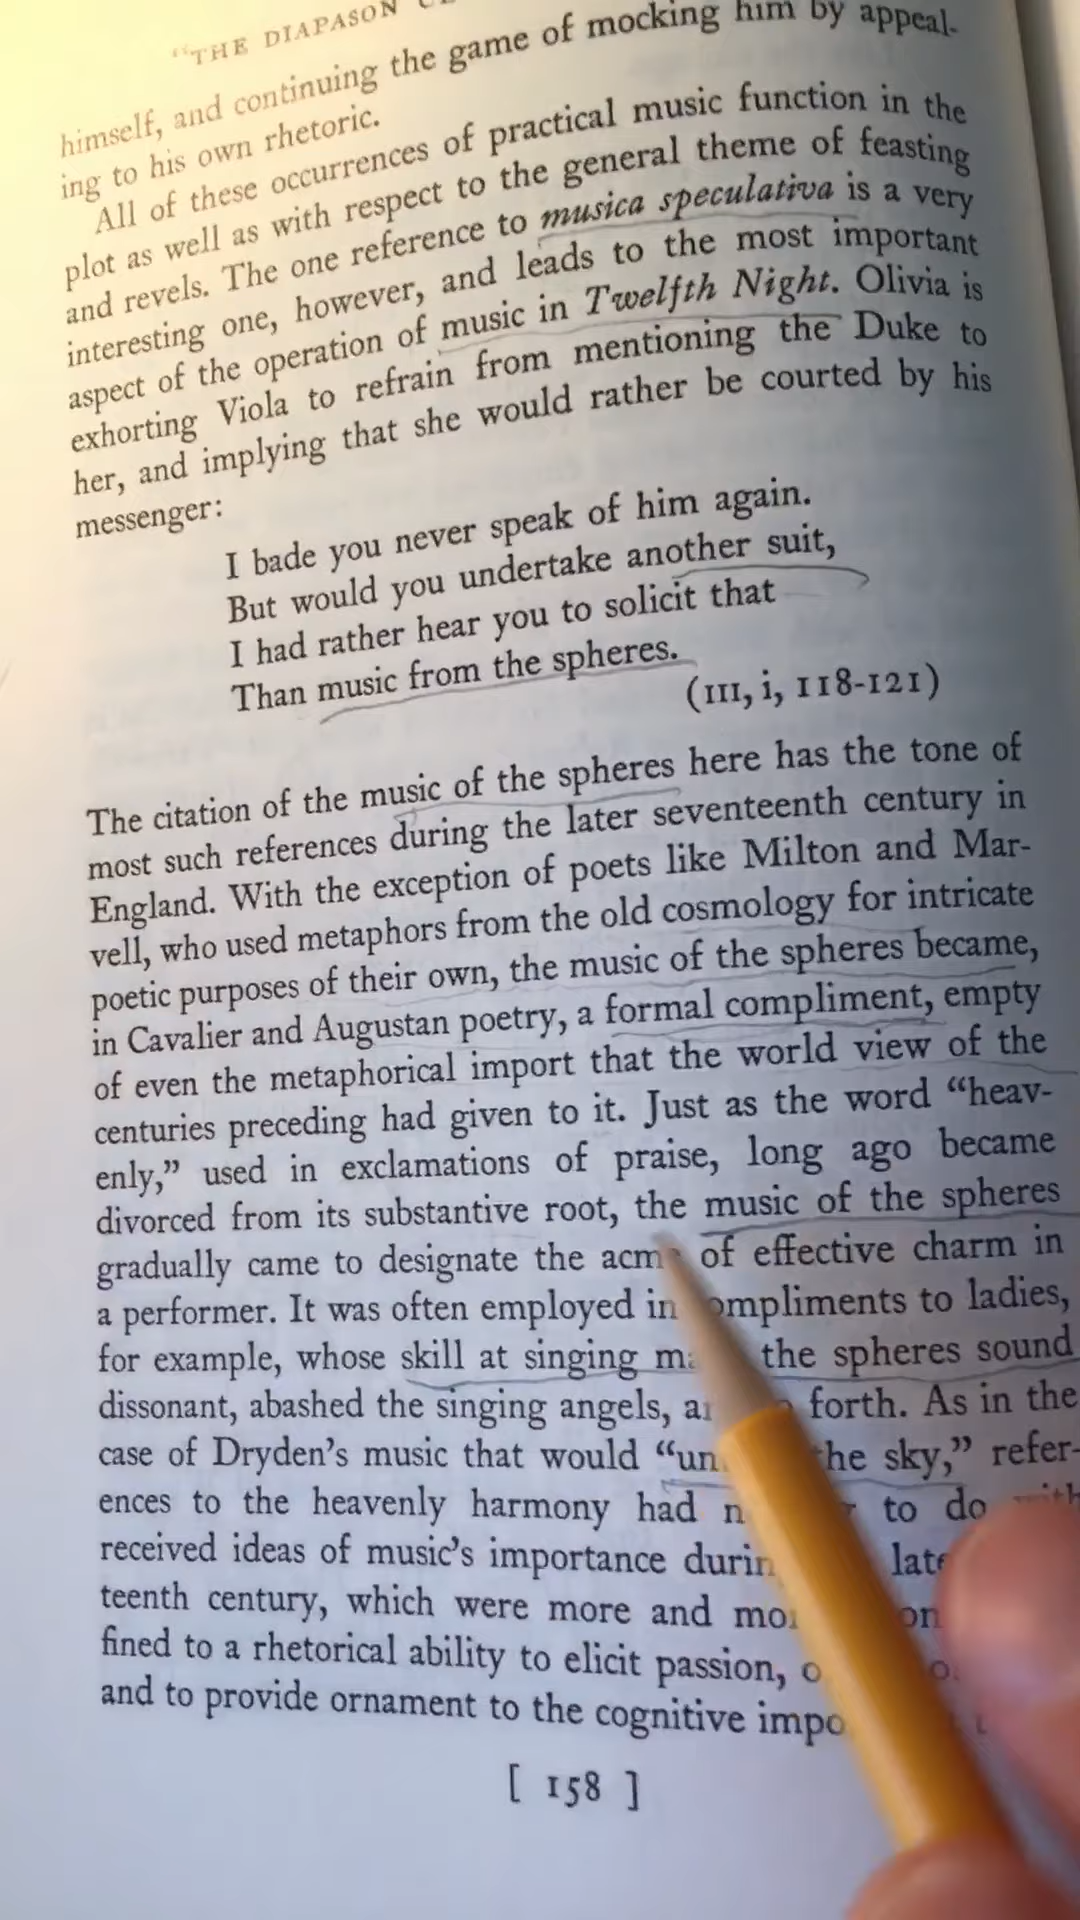 "THE DIAPASON
himself, and continuing the game of mocking him by appeal-
ing to his own rhetoric.
All of these occurrences of practical music function in the
plot as well as with respect to the general theme of feasting
and revels. The one reference to musica speculativa is a very
interesting one, however, and leads to the most important
aspect of the operation of music in Twelfth Night. Olivia is
exhorting Viola to refrain from mentioning the Duke to
her, and implying that she would rather be courted by his
messenger:
I bade you never speak of him again.
But would you undertake another suit,
I had rather hear you to solicit that
Than music from the spheres.
(III, i, 118-121)
The citation of the music of the spheres here has the tone of
most such references during the later seventeenth century in
England. With the exception of poets like Milton and Mar-
vell, who used metaphors from the old cosmology for intricate
poetic purposes of their own, the music of the spheres became,
in Cavalier and Augustan poetry, a formal compliment, empty
of even the metaphorical import that the world view of the
centuries preceding had given to it. Just as the word "heav-
enly," used in exclamations of praise, long ago became
divorced from its substantive root, the music of the spheres
gradually came to designate the acme of effective charm in
a performer. It was often employed in compliments to ladies,
for example, whose skill at singing the spheres sound
dissonant, abashed the singing angels, forth. As in the
case of Dryden's music that would the sky," refer-
ences to the heavenly harmony had to do with
received ideas of music's importance during
teenth century, which were more and more
fined to a rhetorical ability to elicit passion,
and to provide ornament to the cognitive
[ 158 ]